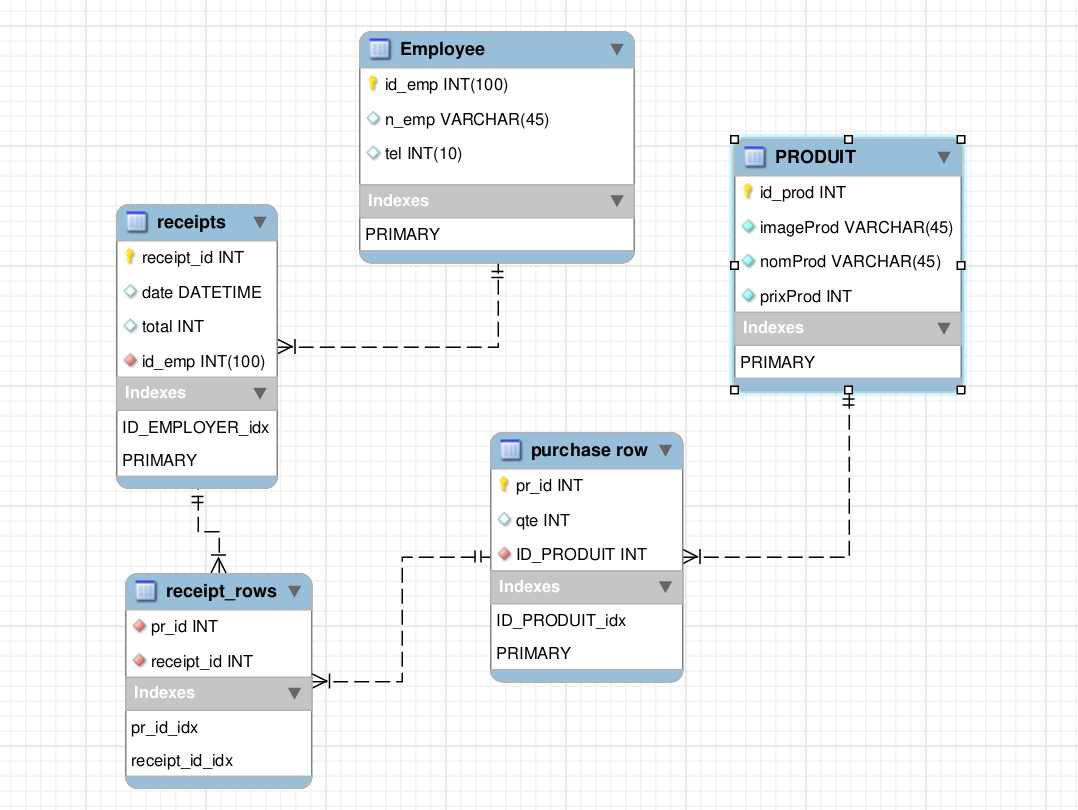 Employee
id_emp INT(100)
n_emp VARCHAR(45)
tel INT(10)
Indexes
PRIMARY
PRODUIT
id_prod INT
imageProd VARCHAR(45)
nomProd VARCHAR(45)
prixProd INT
Indexes
PRIMARY
receipts
receipt_id INT
date DATETIME
total INT
id_emp INT(100)
Indexes
ID_EMPLOYER_idx
PRIMARY
purchase row
pr_id INT
qte INT
ID_PRODUIT INT
Indexes
ID_PRODUIT_idx
PRIMARY
receipt_rows
pr_id INT
receipt_id INT
Indexes
pr_id_idx
receipt_id_idx